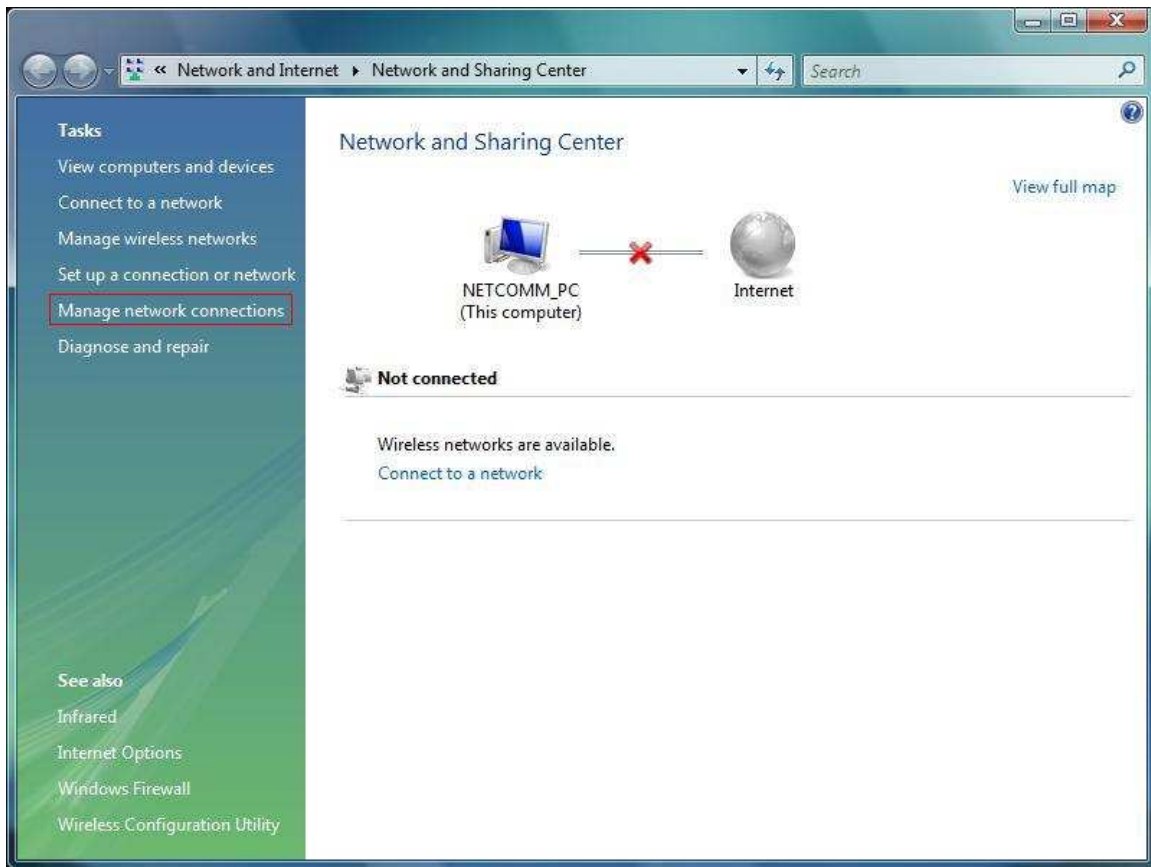 « Network and Internet ▸ Network and Sharing Center
Search
Tasks
View computers and devices
Connect to a network
Manage wireless networks
Set up a connection or network
Manage network connections
Diagnose and repair
See also
Infrared
Internet Options
Windows Firewall
Wireless Configuration Utility
Network and Sharing Center
View full map
NETCOMM_PC
(This computer)
Internet
Not connected
Wireless networks are available.
Connect to a network